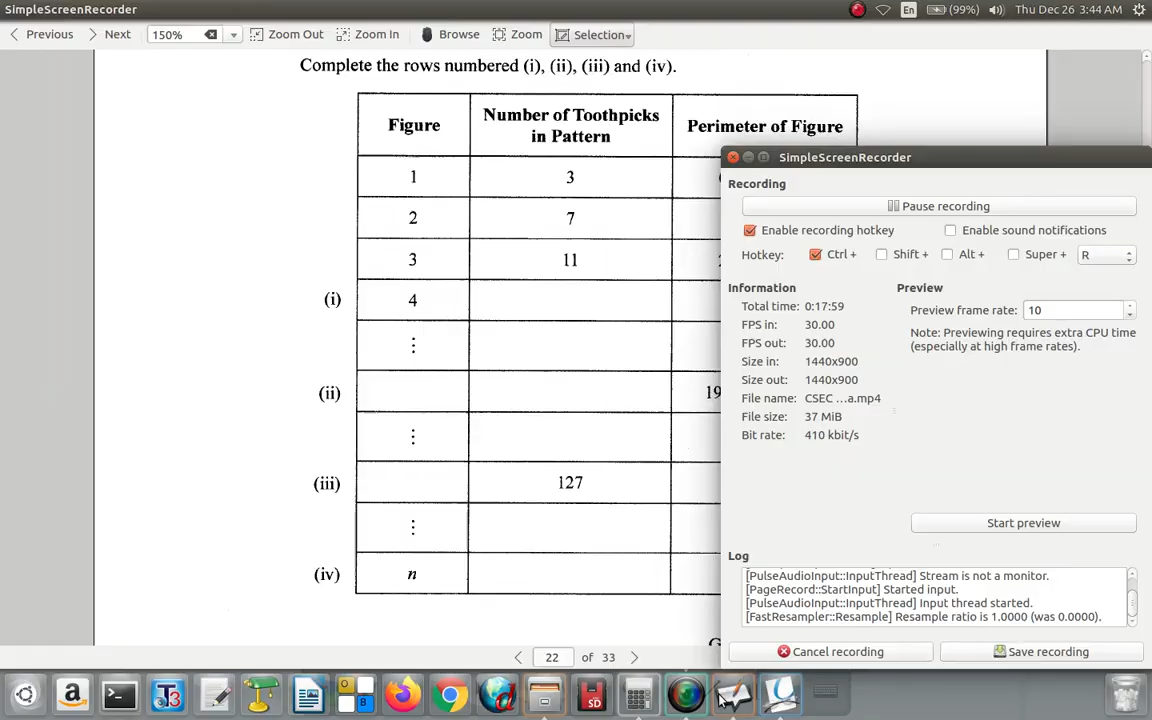 SimpleScreenRecorder
En
(99%)
Thu Dec 26 3:44 AM
Previous
Next
150%
Zoom Out
Zoom In
Browse
Zoom
Selection
Complete the rows numbered (i), (ii), (iii) and (iv).
Figure
Number of Toothpicks
in Pattern
Perimeter of Figure
1
3
2
7
3
11
(i)
4
⋮
(ii)
19
⋮
(iii)
127
⋮
(iv)
n
22
of 33
SimpleScreenRecorder
Recording
Pause recording
Enable recording hotkey
Enable sound notifications
Hotkey:
Ctrl +
Shift +
Alt +
Super +
R
Information
Total time: 0:17:59
FPS in: 30.00
FPS out: 30.00
Size in: 1440x900
Size out: 1440x900
File name: CSEC ...a.mp4
File size: 37 MiB
Bit rate: 410 kbit/s
Preview
Preview frame rate: 10
Note: Previewing requires extra CPU time
(especially at high frame rates).
Start preview
Log
[PulseAudioInput::InputThread] Stream is not a monitor.
[PageRecord::StartInput] Started input.
[PulseAudioInput::InputThread] Input thread started.
[FastResampler::Resample] Resample ratio is 1.0000 (was 0.0000).
Cancel recording
Save recording